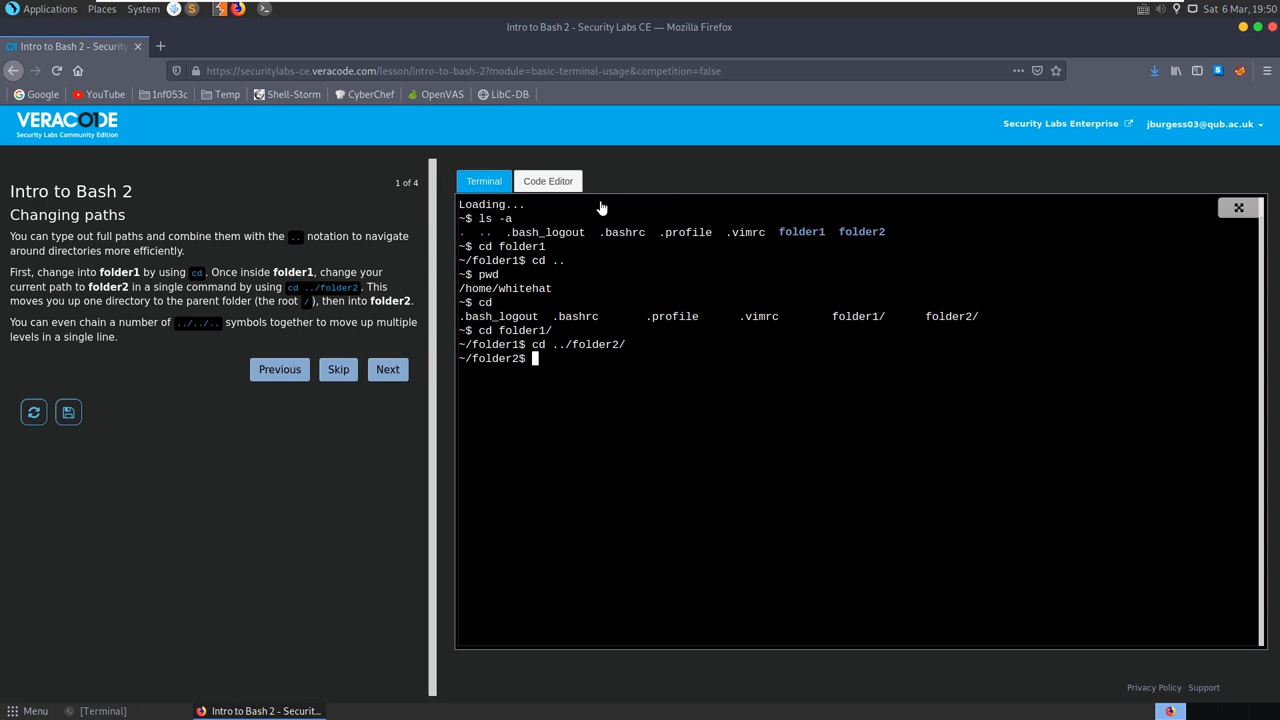 Applications Places System Sat 6 Mar, 19:50
Intro to Bash 2 - Security Labs CE — Mozilla Firefox
Intro to Bash 2 - Security
https://securitylabs-ce.veracode.com/lesson/intro-to-bash-2?module=basic-terminal-usage&competition=false
Google YouTube 1nf053c Temp Shell-Storm CyberChef OpenVAS LibC-DB
VERACODE
Security Labs Community Edition
Security Labs Enterprise jburgess03@qub.ac.uk
Intro to Bash 2
1 of 4
Changing paths
You can type out full paths and combine them with the .. notation to navigate
around directories more efficiently.
First, change into folder1 by using cd. Once inside folder1, change your
current path to folder2 in a single command by using cd ../folder2. This
moves you up one directory to the parent folder (the root /), then into folder2.
You can even chain a number of ../../.. symbols together to move up multiple
levels in a single line.
Previous Skip Next
Terminal Code Editor
Loading...
~$ ls -a
. .. .bash_logout .bashrc .profile .vimrc folder1 folder2
~$ cd folder1
~/folder1$ cd ..
~$ pwd
/home/whitehat
~$ cd
.bash_logout .bashrc .profile .vimrc folder1/ folder2/
~$ cd folder1/
~/folder1$ cd ../folder2/
~/folder2$
Privacy Policy Support
Menu [Terminal] Intro to Bash 2 - Securit...